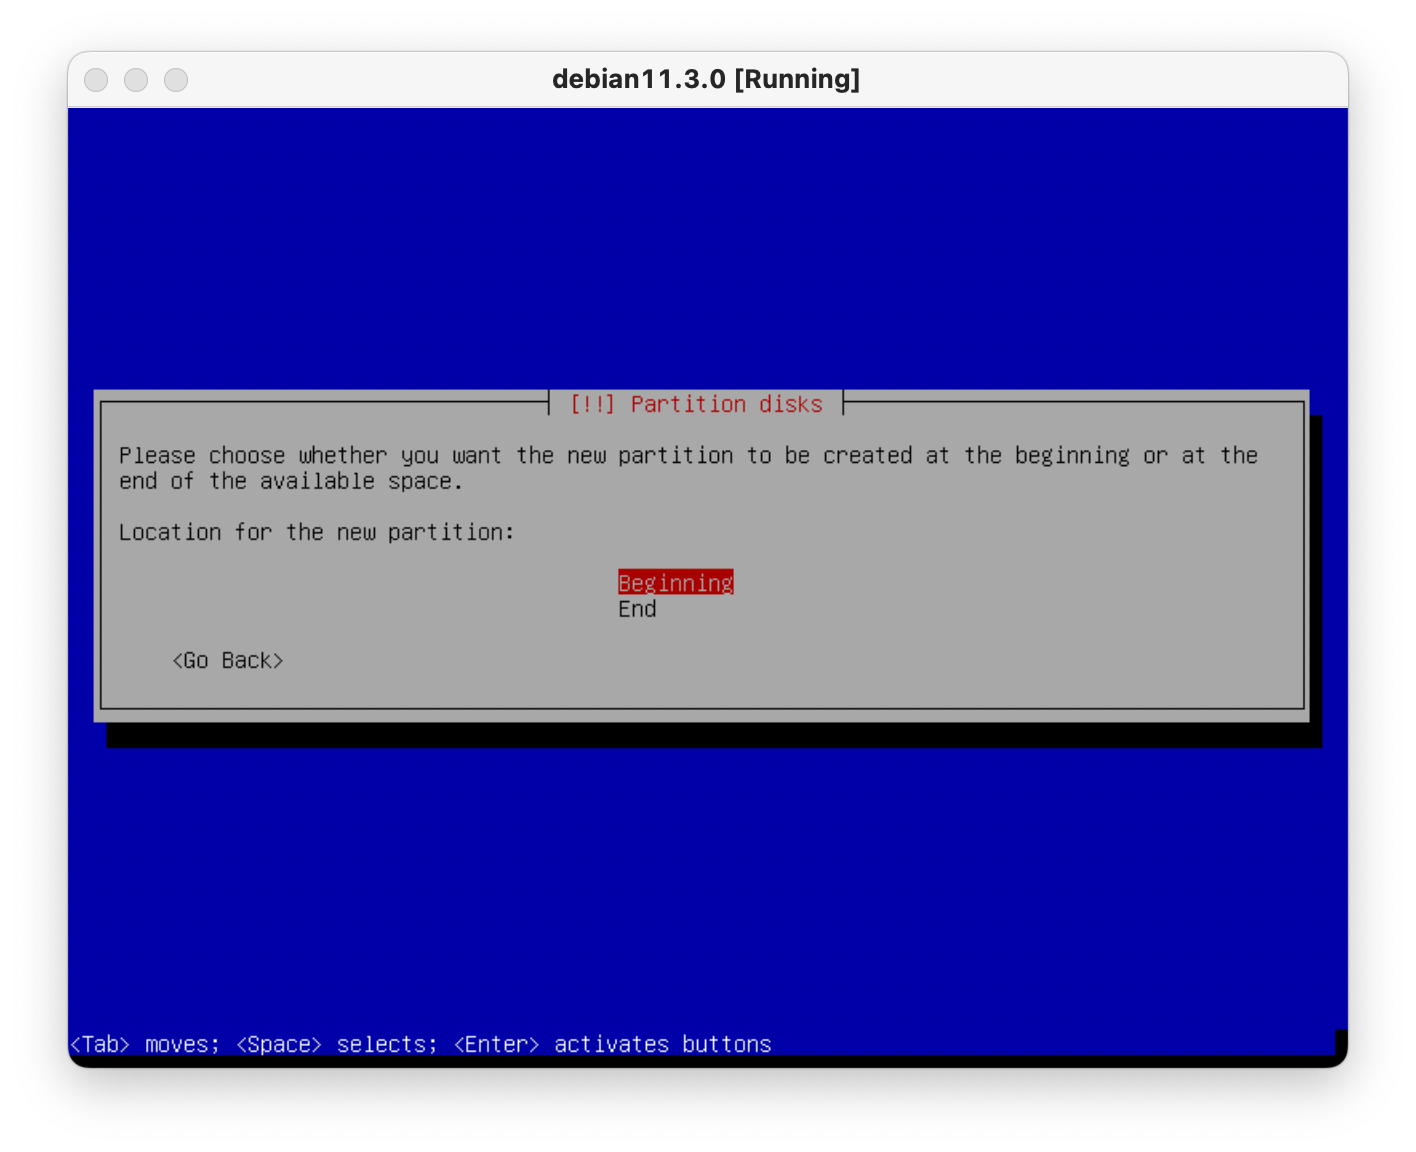 debian11.3.0 [Running]
[!!] Partition disks
Please choose whether you want the new partition to be created at the beginning or at the
end of the available space.
Location for the new partition:
Beginning
End
<Go Back>
<Tab> moves; <Space> selects; <Enter> activates buttons